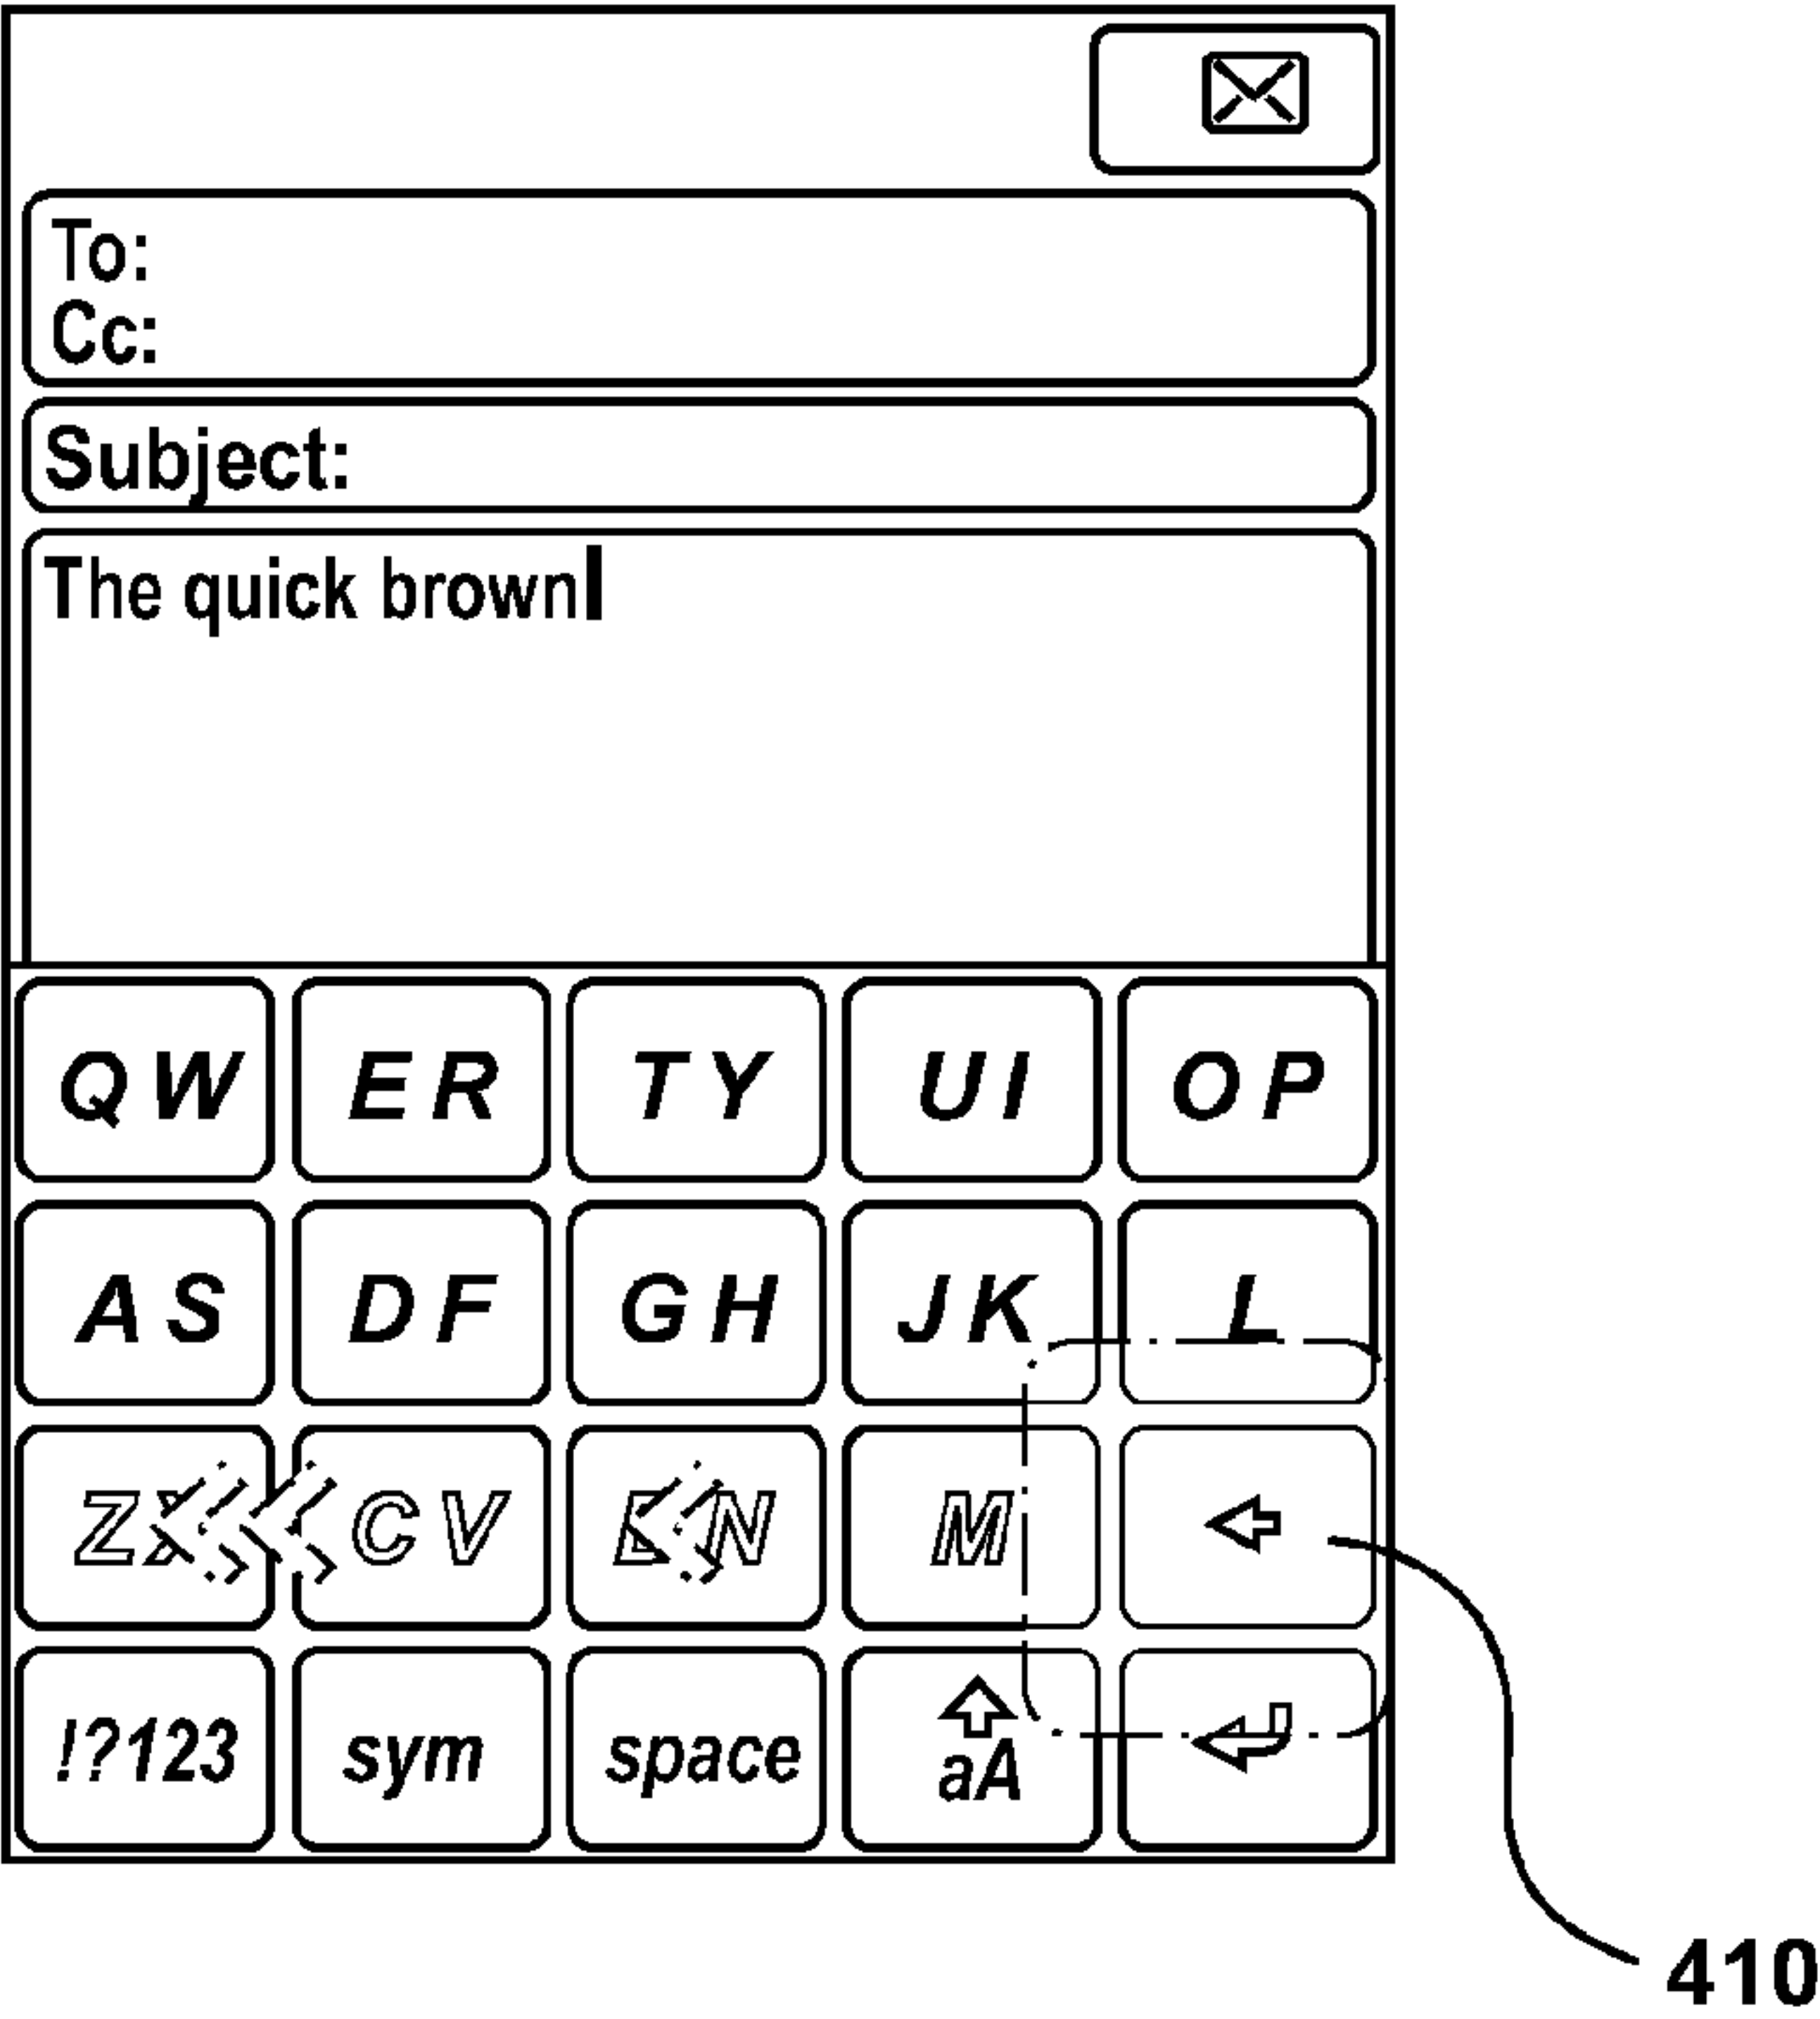 To:
Cc:
Subject:
The quick brown
QW ER TY UI OP
AS DF GH JK L
Z CV N M
!?123 sym space aA
410